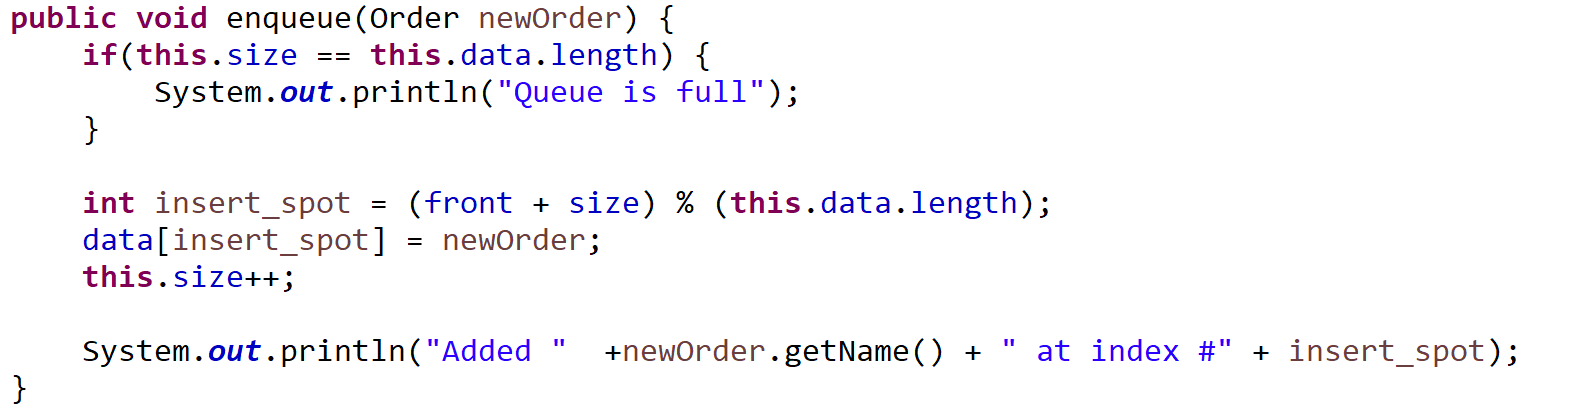 public void enqueue(Order newOrder) {
    if(this.size == this.data.length) {
        System.out.println("Queue is full");
    }

    int insert_spot = (front + size) % (this.data.length);
    data[insert_spot] = newOrder;
    this.size++;

    System.out.println("Added "  +newOrder.getName() + " at index #" + insert_spot);
}